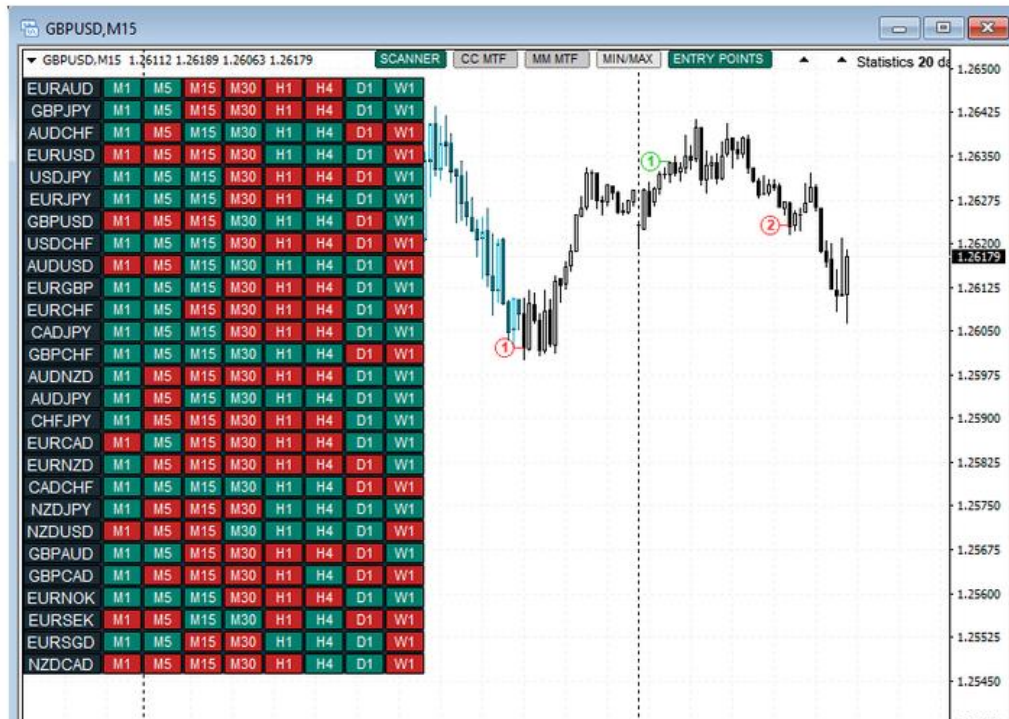 GBPUSD,M15
GBPUSD,M15 1.26112 1.26189 1.26063 1.26179 SCANNER CC MTF MM MTF MIN/MAX ENTRY POINTS Statistics 20 da
EURAUD M1 M5 M15 M30 H1 H4 D1 W1
GBPJPY M1 M5 M15 M30 H1 H4 D1 W1
AUDCHF M1 M5 M15 M30 H1 H4 D1 W1
EURUSD M1 M5 M15 M30 H1 H4 D1 W1
USDJPY M1 M5 M15 M30 H1 H4 D1 W1
EURJPY M1 M5 M15 M30 H1 H4 D1 W1
GBPUSD M1 M5 M15 M30 H1 H4 D1 W1
USDCHF M1 M5 M15 M30 H1 H4 D1 W1
AUDUSD M1 M5 M15 M30 H1 H4 D1 W1
EURGBP M1 M5 M15 M30 H1 H4 D1 W1
EURCHF M1 M5 M15 M30 H1 H4 D1 W1
CADJPY M1 M5 M15 M30 H1 H4 D1 W1
GBPCHF M1 M5 M15 M30 H1 H4 D1 W1
AUDNZD M1 M5 M15 M30 H1 H4 D1 W1
AUDJPY M1 M5 M15 M30 H1 H4 D1 W1
CHFJPY M1 M5 M15 M30 H1 H4 D1 W1
EURCAD M1 M5 M15 M30 H1 H4 D1 W1
EURNZD M1 M5 M15 M30 H1 H4 D1 W1
CADCHF M1 M5 M15 M30 H1 H4 D1 W1
NZDJPY M1 M5 M15 M30 H1 H4 D1 W1
NZDUSD M1 M5 M15 M30 H1 H4 D1 W1
GBPAUD M1 M5 M15 M30 H1 H4 D1 W1
GBPCAD M1 M5 M15 M30 H1 H4 D1 W1
EURNOK M1 M5 M15 M30 H1 H4 D1 W1
EURSEK M1 M5 M15 M30 H1 H4 D1 W1
EURSGD M1 M5 M15 M30 H1 H4 D1 W1
NZDCAD M1 M5 M15 M30 H1 H4 D1 W1
1
2
1
1.26500
1.26425
1.26350
1.26275
1.26200
1.26179
1.26125
1.26050
1.25975
1.25900
1.25825
1.25750
1.25675
1.25600
1.25525
1.25450